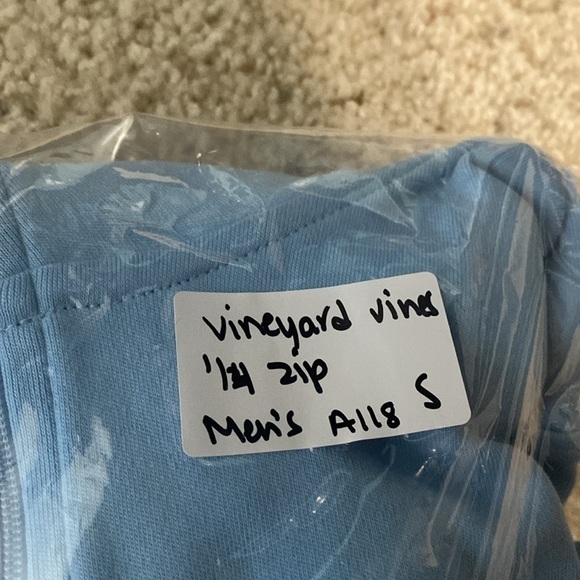 vineyard vines
1/4 zip
Men's A118 S